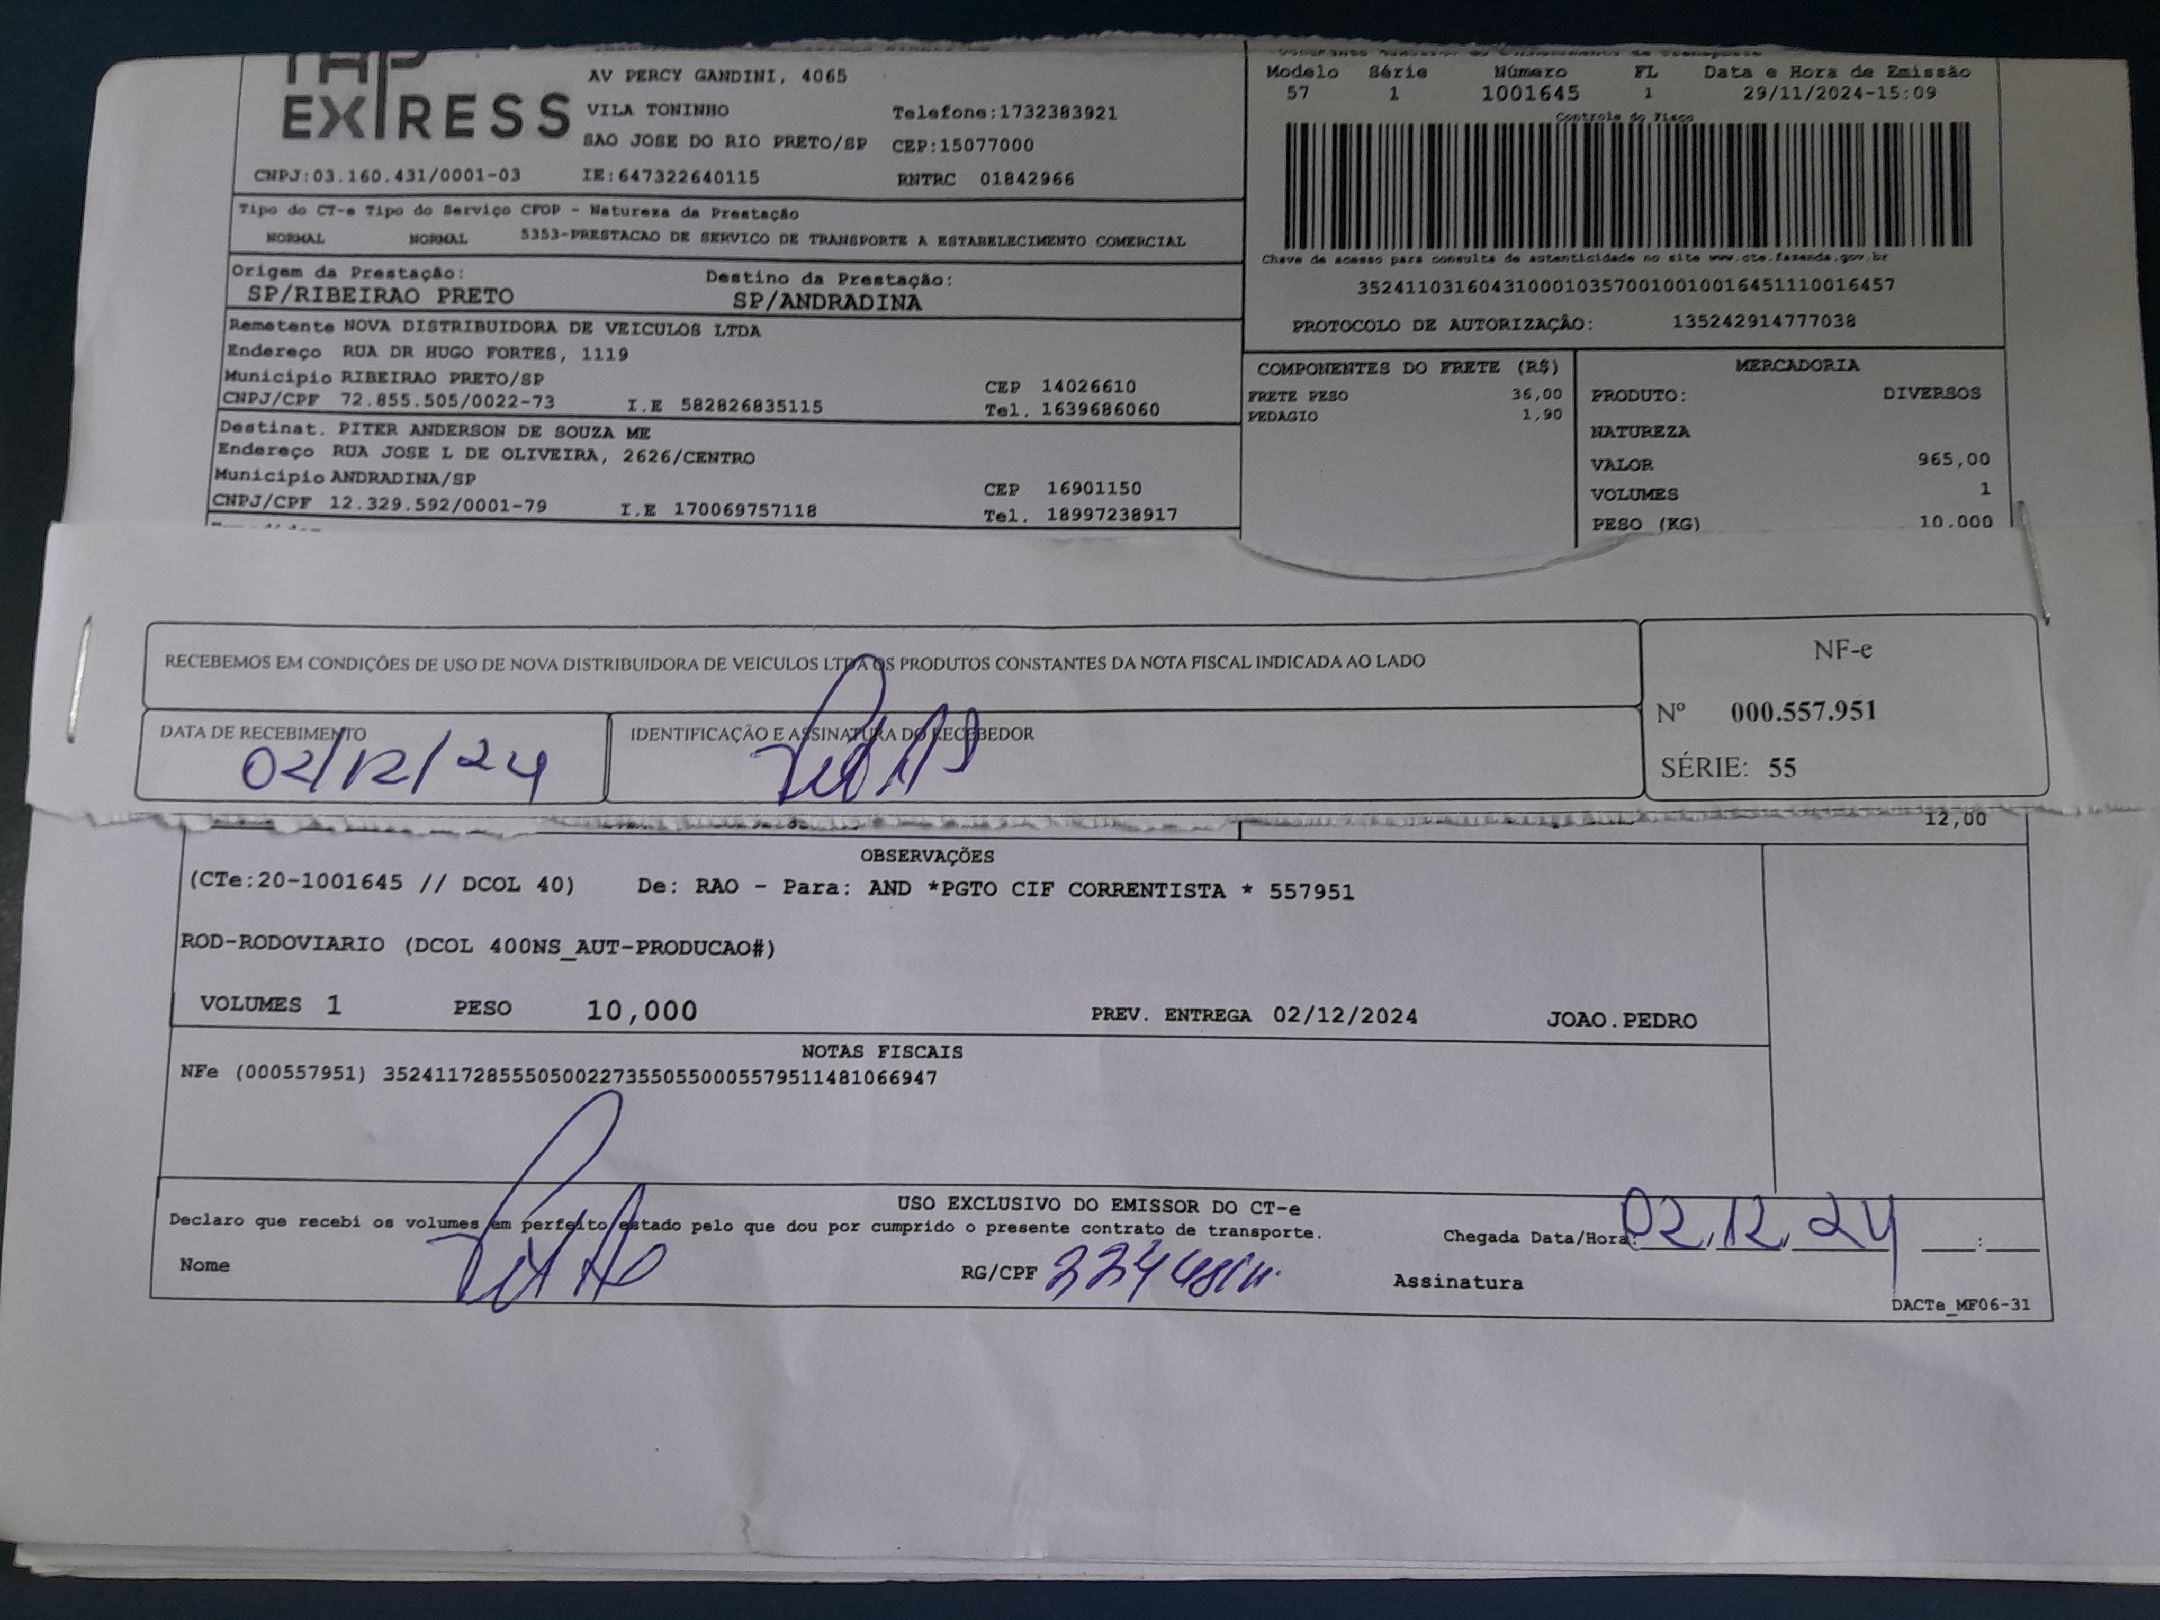 EXPRESS
AV PERCY GANDINI, 4065
VILA TONINHO Telefone:1732383921
SAO JOSE DO RIO PRETO/SP CEP:15077000
CNPJ:03.160.431/0001-03 IE:647322640115 RNTRC 01842966
Tipo do CT-e Tipo do Serviço CFOP - Natureza da Prestação
NORMAL NORMAL 5353-PRESTACAO DE SERVICO DE TRANSPORTE A ESTABELECIMENTO COMERCIAL
Origem da Prestação: Destino da Prestação:
SP/RIBEIRAO PRETO SP/ANDRADINA
Remetente NOVA DISTRIBUIDORA DE VEICULOS LTDA
Endereço RUA DR HUGO FORTES, 1119
Municipio RIBEIRAO PRETO/SP CEP 14026610
CNPJ/CPF 72.855.505/0022-73 I.E 582826835115 Tel. 1639686060
Destinat. PITER ANDERSON DE SOUZA ME
Endereço RUA JOSE L DE OLIVEIRA, 2626/CENTRO
Municipio ANDRADINA/SP CEP 16901150
CNPJ/CPF 12.329.592/0001-79 I.E 170069757118 Tel. 18997238917
Modelo Série Número FL Data e Hora de Emissão
57 1 1001645 1 29/11/2024-15:09
Controle do Fisco
Chave de acesso para consulta de autenticidade no site www.cte.fazenda.gov.br
35241103160431000103570010010016451110016457
PROTOCOLO DE AUTORIZAÇÃO: 135242914777038
COMPONENTES DO FRETE (R$)
FRETE PESO 36,00
PEDAGIO 1,90
MERCADORIA
PRODUTO: DIVERSOS
NATUREZA
VALOR 965,00
VOLUMES 1
PESO (KG) 10.000
RECEBEMOS EM CONDIÇÕES DE USO DE NOVA DISTRIBUIDORA DE VEICULOS LTDA OS PRODUTOS CONSTANTES DA NOTA FISCAL INDICADA AO LADO
DATA DE RECEBIMENTO IDENTIFICAÇÃO E ASSINATURA DO RECEBEDOR
02/12/24
NF-e
Nº 000.557.951
SÉRIE: 55
12,00
OBSERVAÇÕES
(CTe:20-1001645 // DCOL 40) De: RAO - Para: AND *PGTO CIF CORRENTISTA * 557951
ROD-RODOVIARIO (DCOL 400NS_AUT-PRODUCAO#)
VOLUMES 1 PESO 10,000 PREV. ENTREGA 02/12/2024 JOAO.PEDRO
NOTAS FISCAIS
NFe (000557951) 35241172855505002273550550005579511481066947
USO EXCLUSIVO DO EMISSOR DO CT-e
Declaro que recebi os volumes em perfeito estado pelo que dou por cumprido o presente contrato de transporte.
Chegada Data/Hora: 02.12.24 :
Nome RG/CPF Assinatura
DACTe_MF06-31